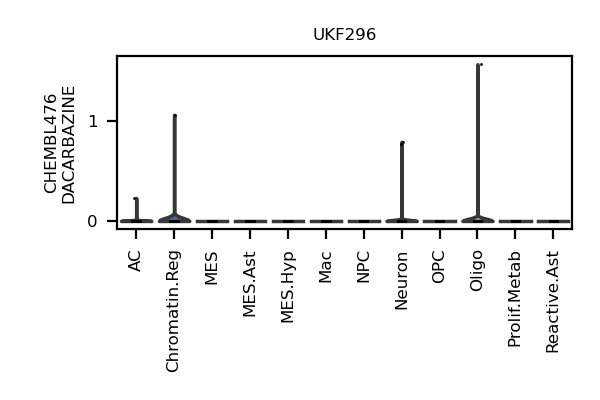 UKF296
CHEMBL476
DACARBAZINE
1
0
AC
Chromatin.Reg
MES
MES.Ast
MES.Hyp
Mac
NPC
Neuron
OPC
Oligo
Prolif.Metab
Reactive.Ast